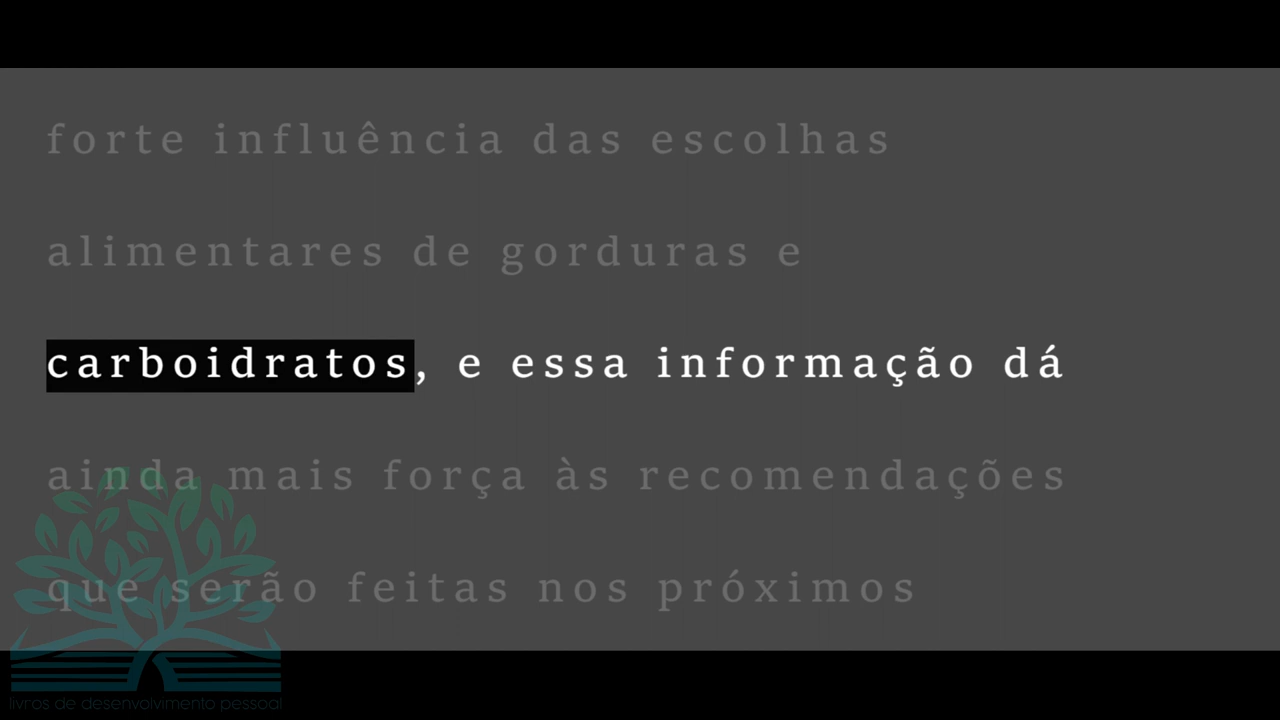 forte influência das escolhas
alimentares de gorduras e
carboidratos, e essa informação dá
ainda mais força às recomendações
que serão feitas nos próximos
livros de desenvolvimento pessoal